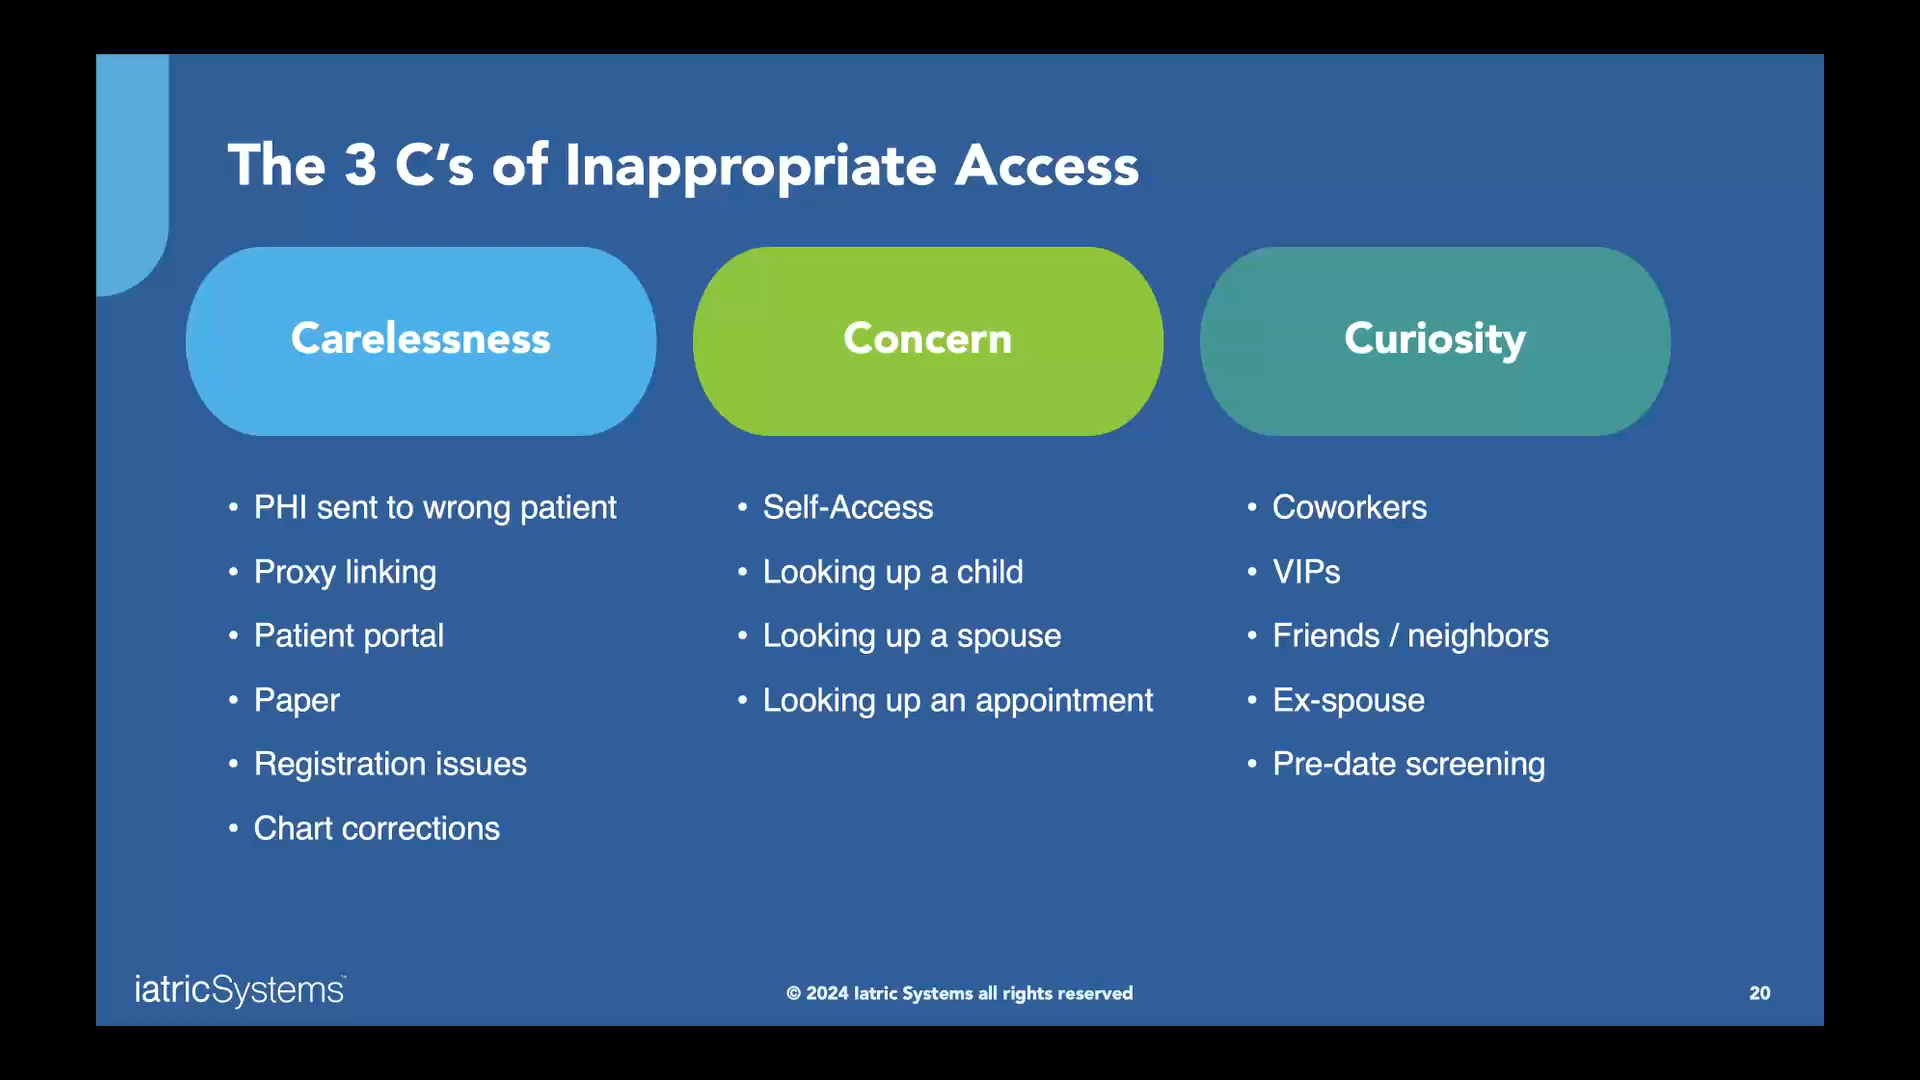 The 3 C's of Inappropriate Access
Carelessness
• PHI sent to wrong patient
• Proxy linking
• Patient portal
• Paper
• Registration issues
• Chart corrections
Concern
• Self-Access
• Looking up a child
• Looking up a spouse
• Looking up an appointment
Curiosity
• Coworkers
• VIPs
• Friends / neighbors
• Ex-spouse
• Pre-date screening
iatricSystems™
© 2024 Iatric Systems all rights reserved
20